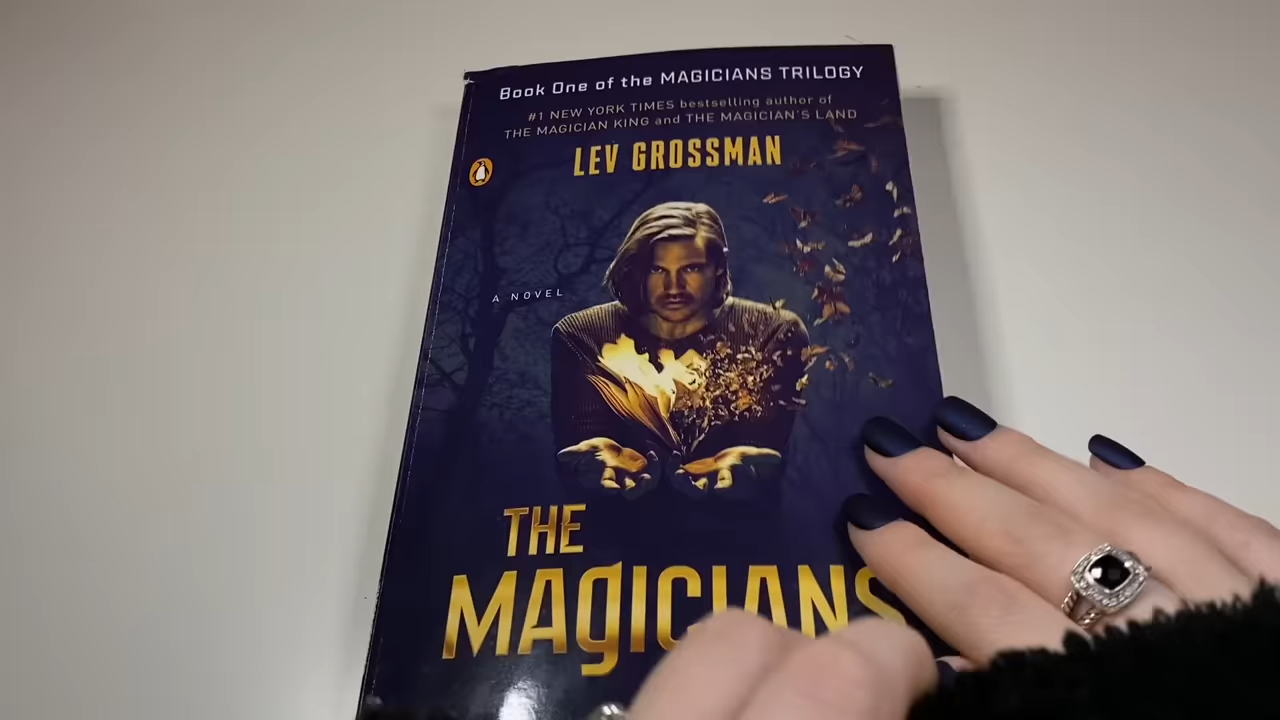 Book One of the MAGICIANS TRILOGY
#1 NEW YORK TIMES bestselling author of
THE MAGICIAN KING and THE MAGICIAN'S LAND
LEV GROSSMAN
A NOVEL
THE
MAGICIANS